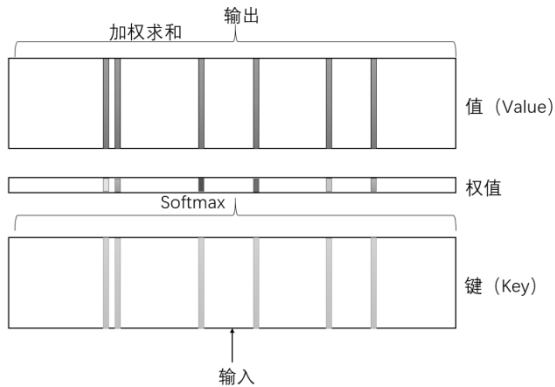 输出
加权求和
值（Value）
权值
Softmax
键（Key）
输入